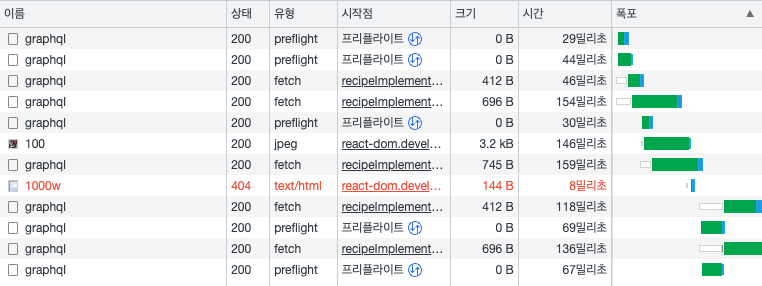 이름 상태 유형 시작점 크기 시간 폭포
graphql 200 preflight 프리플라이트 0 B 29밀리초
graphql 200 preflight 프리플라이트 0 B 44밀리초
graphql 200 fetch recipeImplement… 412 B 46밀리초
graphql 200 fetch recipeImplement… 696 B 154밀리초
graphql 200 preflight 프리플라이트 0 B 30밀리초
100 200 jpeg react-dom.devel… 3.2 kB 146밀리초
graphql 200 fetch recipeImplement… 745 B 159밀리초
1000w 404 text/html react-dom.devel… 144 B 8밀리초
graphql 200 fetch recipeImplement… 412 B 118밀리초
graphql 200 preflight 프리플라이트 0 B 69밀리초
graphql 200 fetch recipeImplement… 696 B 136밀리초
graphql 200 preflight 프리플라이트 0 B 67밀리초